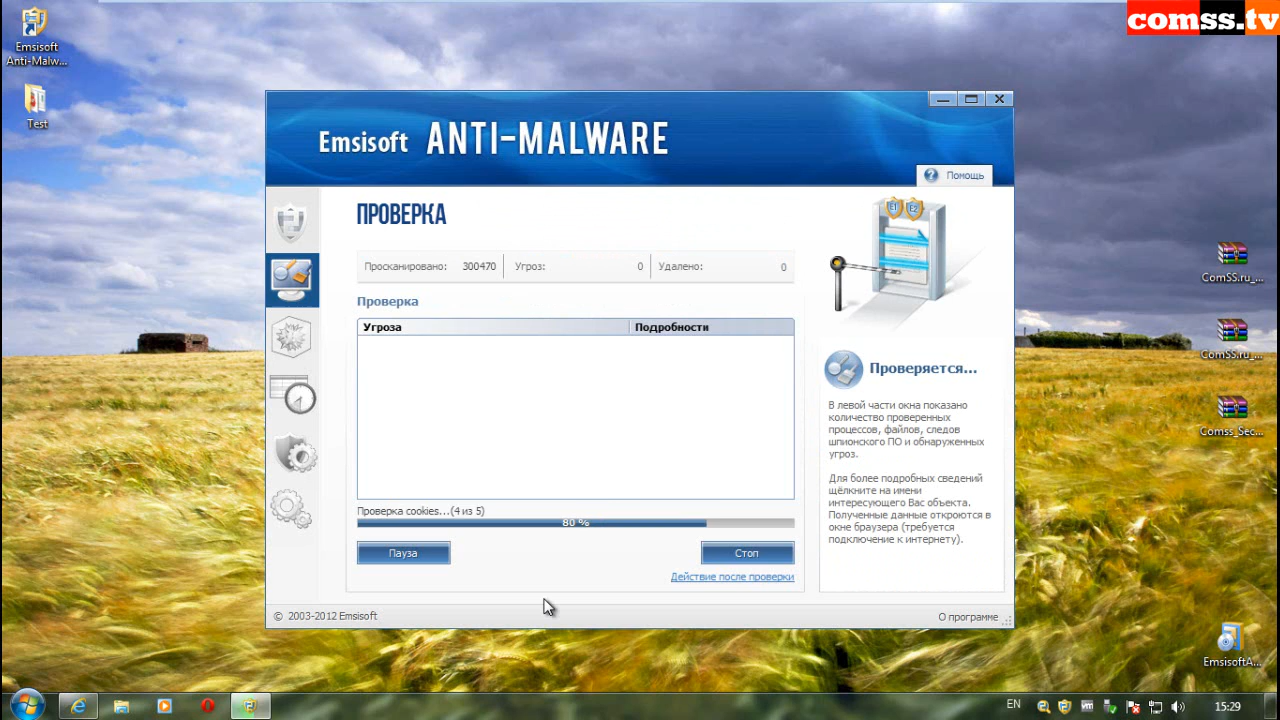 comss.tv
Emsisoft
Anti-Malw...
Test
Emsisoft ANTI-MALWARE
Помощь
ПРОВЕРКА
Просканировано: 300470 Угроз: 0 Удалено: 0
Проверка
Угроза Подробности
Проверка cookies...(4 из 5)
80 %
Пауза Стоп
Действие после проверки
Проверяется...
В левой части окна показано
количество проверенных
процессов, файлов, следов
шпионского ПО и обнаруженных
угроз.
Для более подробных сведений
щёлкните на имени
интересующего Вас объекта.
Полученные данные откроются в
окне браузера (требуется
подключение к интернету).
© 2003-2012 Emsisoft
О программе
ComSS.ru_...
ComSS.ru_...
Comss_Sec...
EmsisoftA...
EN
15:29